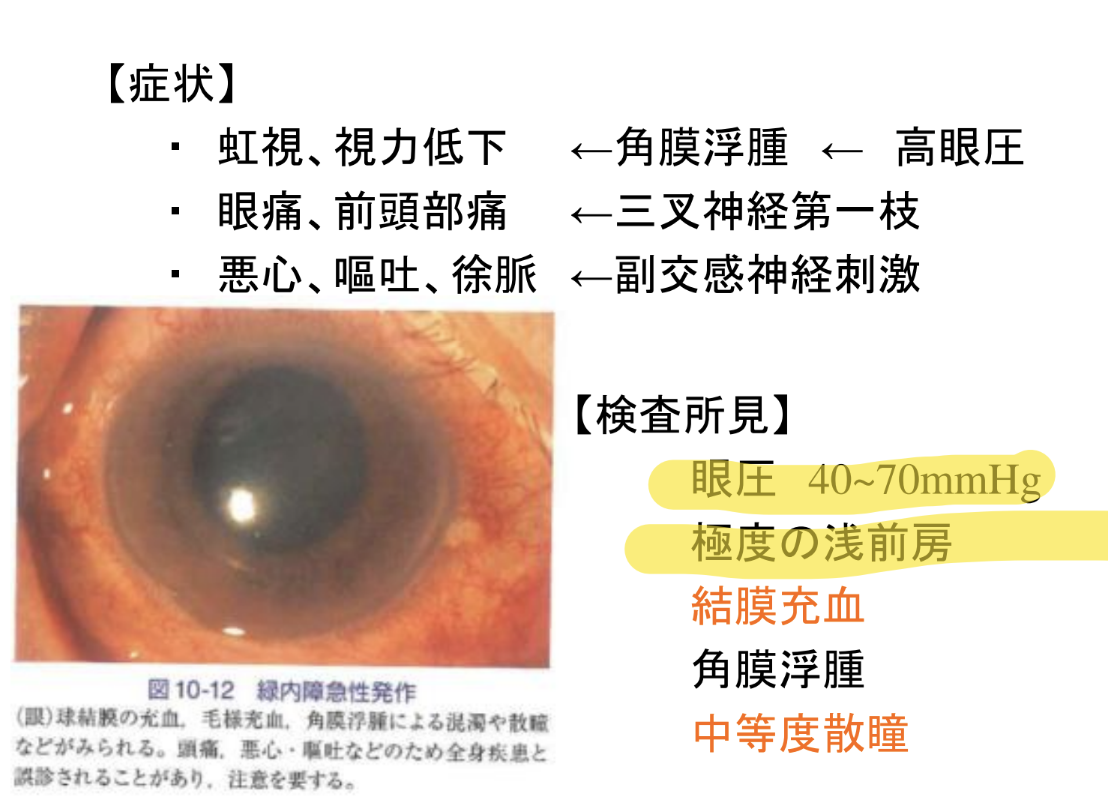 【症状】
・ 虹視、視力低下 ←角膜浮腫 ← 高眼圧
・ 眼痛、前頭部痛 ←三叉神経第一枝
・ 悪心、嘔吐、徐脈 ←副交感神経刺激
【検査所見】
眼圧 40~70mmHg
極度の浅前房
結膜充血
角膜浮腫
中等度散瞳
図10-12 緑内障急性発作
(眼)球結膜の充血，毛様充血，角膜浮腫による混濁や散瞳
などがみられる。頭痛，悪心・嘔吐などのため全身疾患と
誤診されることがあり，注意を要する。